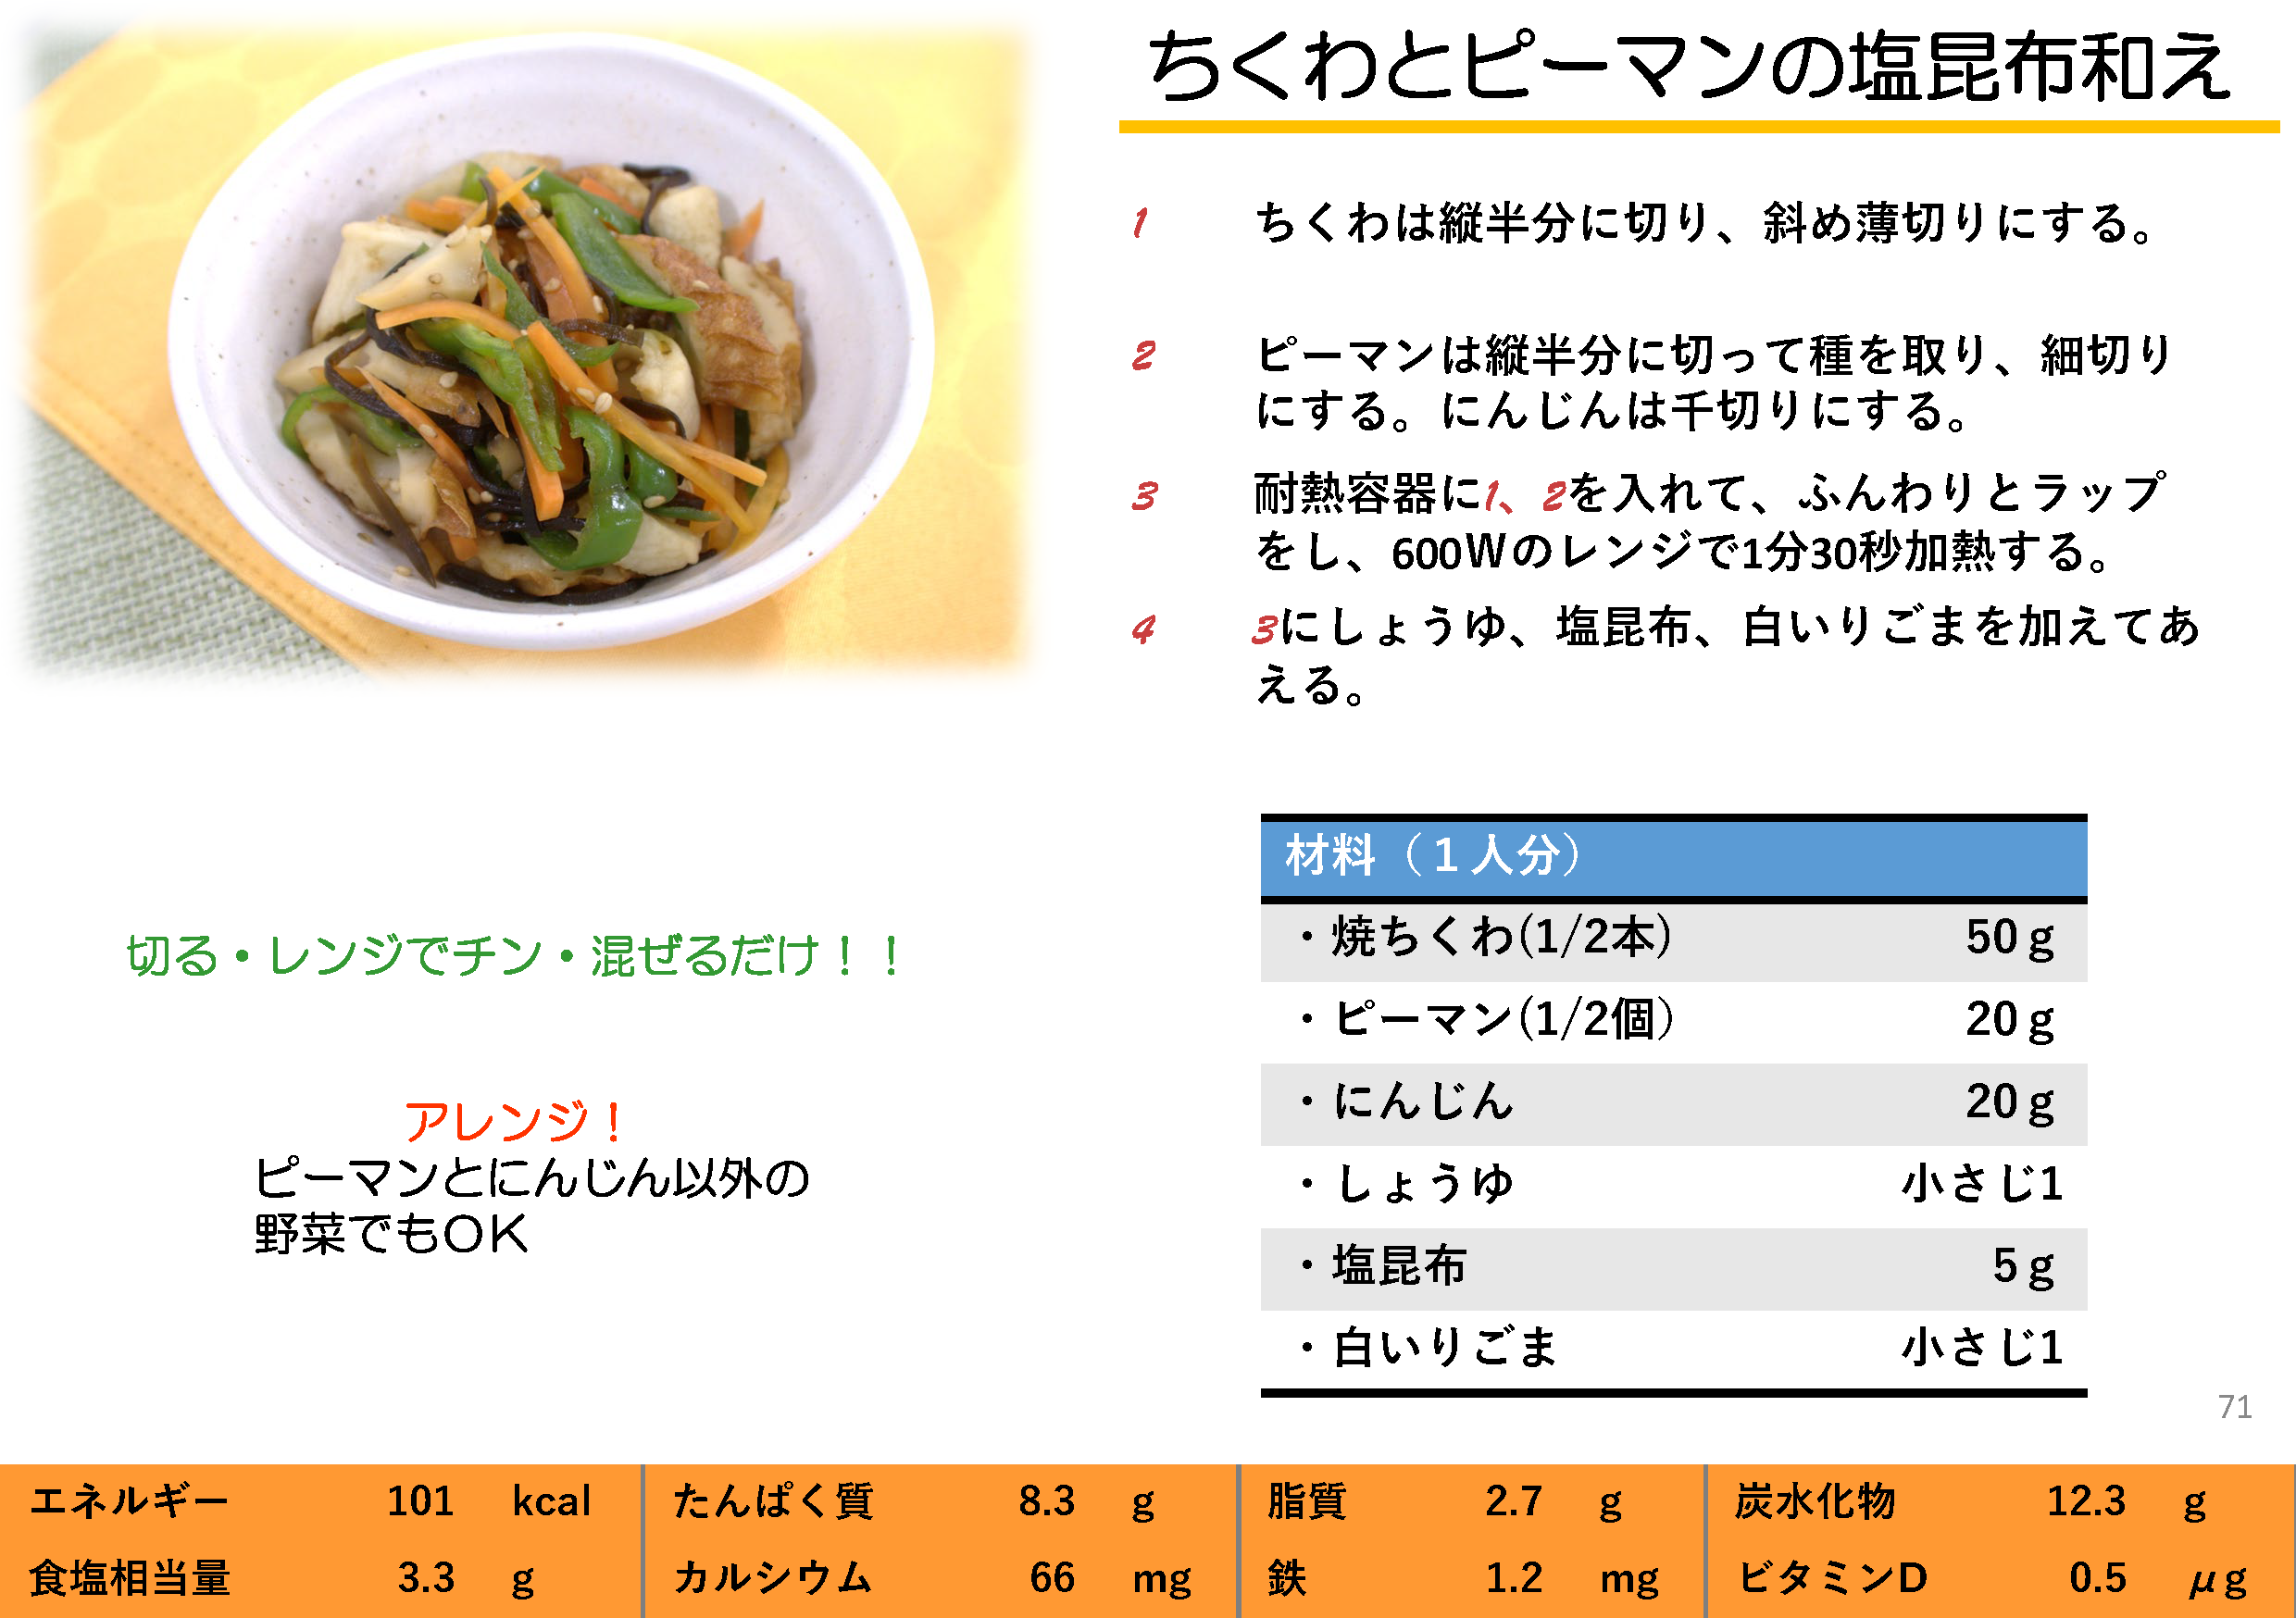 ちくわとピーマンの塩昆布和え
1 ちくわは縦半分に切り、斜め薄切りにする。
2 ピーマンは縦半分に切って種を取り、細切り
にする。にんじんは千切りにする。
3 耐熱容器に1、2を入れて、ふんわりとラップ
をし、600Wのレンジで1分30秒加熱する。
4 3にしょうゆ、塩昆布、白いりごまを加えてあ
える。
切る・レンジでチン・混ぜるだけ！！
アレンジ！
ピーマンとにんじん以外の
野菜でもOK
材料（１人分）
・焼ちくわ(1/2本) 50g
・ピーマン(1/2個) 20g
・にんじん 20g
・しょうゆ 小さじ1
・塩昆布 5g
・白いりごま 小さじ1
71
エネルギー 101 kcal たんぱく質 8.3 g 脂質 2.7 g 炭水化物 12.3 g
食塩相当量 3.3 g カルシウム 66 mg 鉄 1.2 mg ビタミンD 0.5 μg